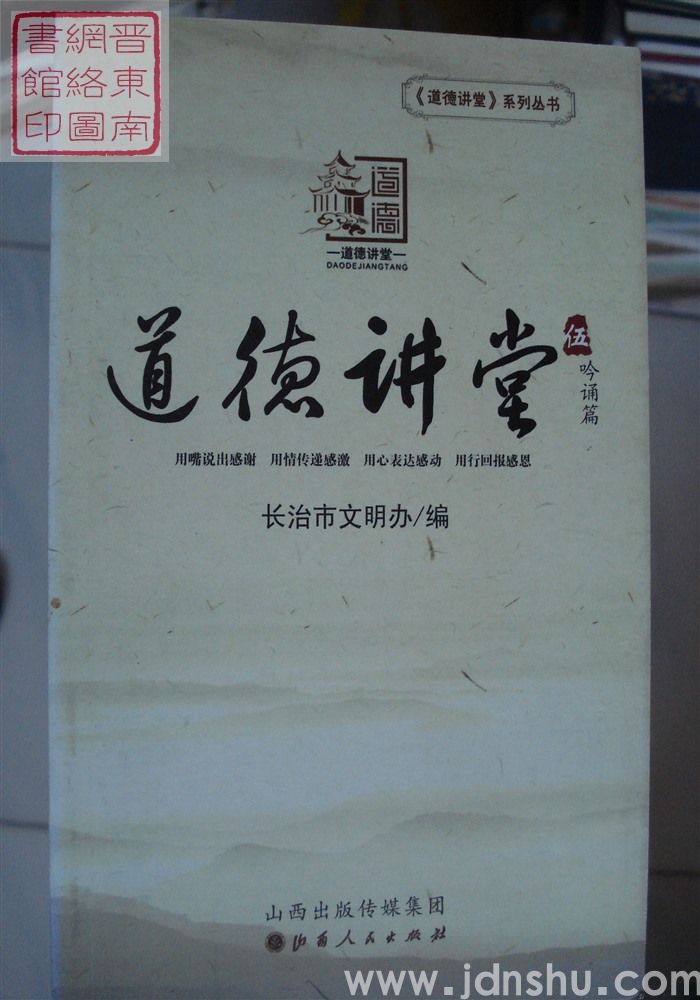 晋東南
網絡圖
書館印
《道德讲堂》系列丛书
道德
—道德讲堂—
DAODEJIANGTANG
道德讲堂
伍
吟诵篇
用嘴说出感谢 用情传递感激 用心表达感动 用行回报感恩
长治市文明办/编
山西出版传媒集团
山西人民出版社
www.jdnshu.com